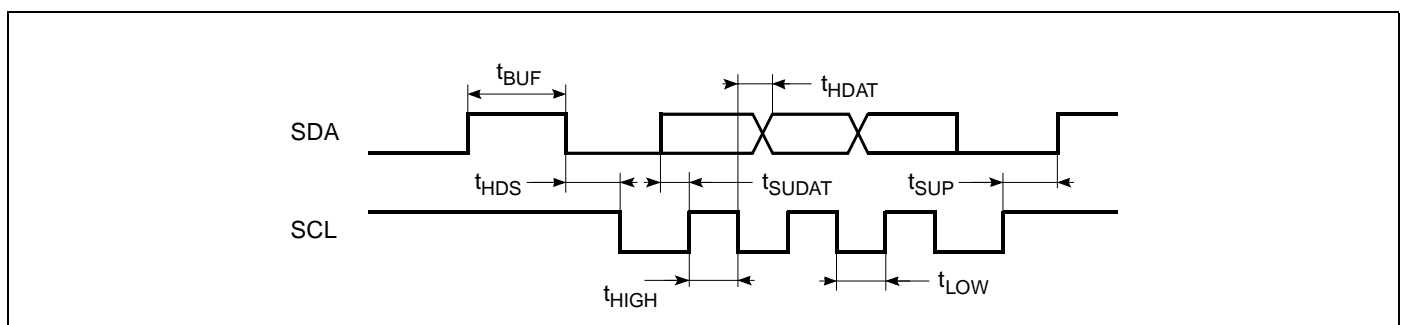 tBUF
tHDAT
SDA
tHDS
tSUDAT
tSUP
SCL
tHIGH
tLOW